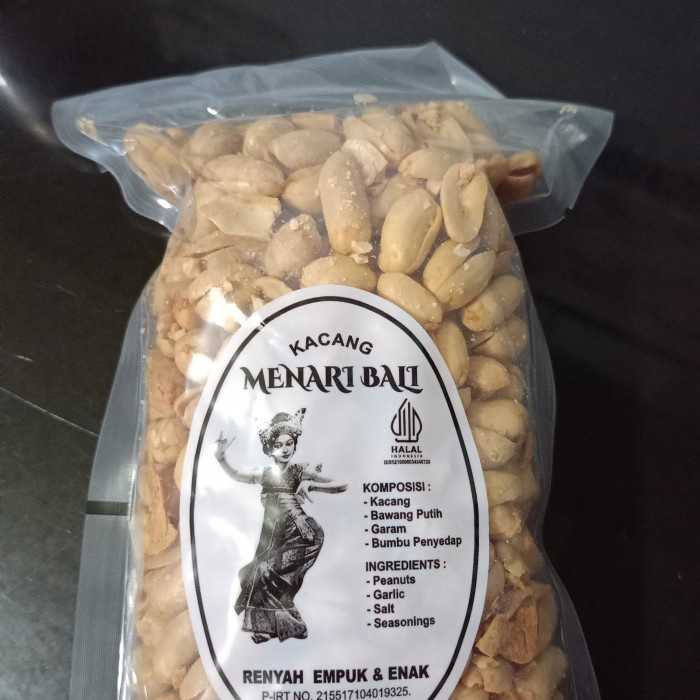 KACANG
MENARI BALI
HALAL
INDONESIA
KOMPOSISI :
- Kacang
- Bawang Putih
- Garam
- Bumbu Penyedap
INGREDIENTS :
- Peanuts
- Garlic
- Salt
- Seasonings
RENYAH EMPUK & ENAK
P-IRT NO. 215517104019325.